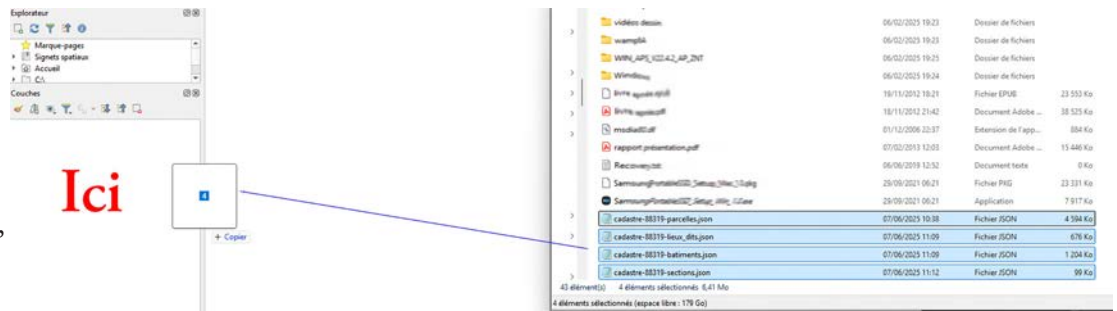 Explorateur
Marque-pages
Signets spatiaux
Accueil
C:\
Couches
Ici
4
+ Copier
,
vidéos dessin 06/02/2025 19:23 Dossier de fichiers
06/02/2025 19:23 Dossier de fichiers
06/02/2025 19:25 Dossier de fichiers
06/02/2025 19:24 Dossier de fichiers
19/11/2012 18:21 Fichier EPUB 23 553 Ko
18/11/2012 21:42 Document Adobe ... 38 525 Ko
01/12/2006 22:37 Extension de l'app... 884 Ko
rapport présentation.pdf 07/02/2013 12:03 Document Adobe ... 15 446 Ko
06/06/2019 12:52 Document texte 0 Ko
29/09/2021 06:21 Fichier PKG 23 331 Ko
29/09/2021 06:21 Application 7 917 Ko
cadastre-88319-parcelles.json 07/06/2025 10:38 Fichier JSON 4 594 Ko
cadastre-88319-lieux_dits.json 07/06/2025 11:09 Fichier JSON 676 Ko
cadastre-88319-batiments.json 07/06/2025 11:09 Fichier JSON 1 204 Ko
cadastre-88319-sections.json 07/06/2025 11:12 Fichier JSON 99 Ko
43 élément(s) 4 éléments sélectionnés 6,41 Mo
4 éléments sélectionnés (espace libre : 179 Go)